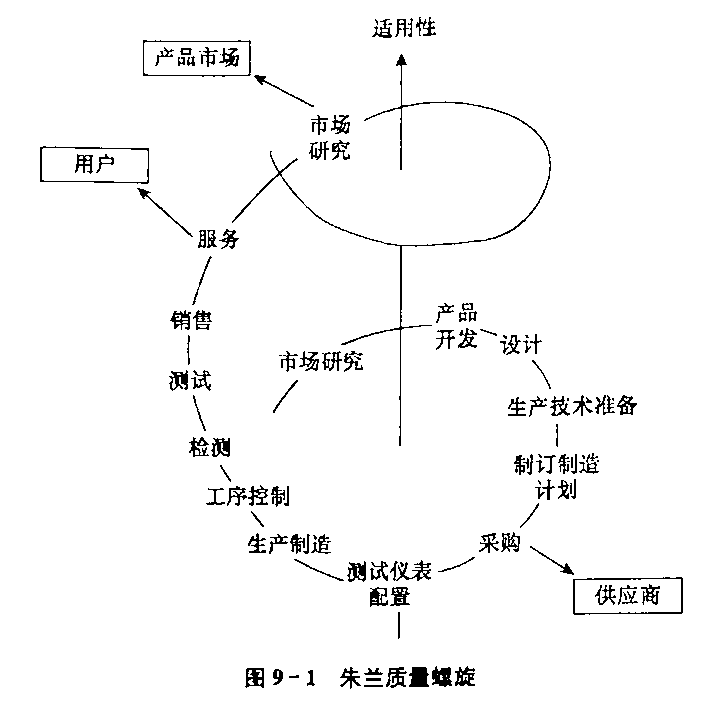 适用性
产品市场
市场
研究
用户
服务
销售
测试
检测
工序控制
生产制造
测试仪表
配置
采购
供应商
制订制造
计划
生产技术准备
设计
产品
开发
市场研究
图9-1 朱兰质量螺旋